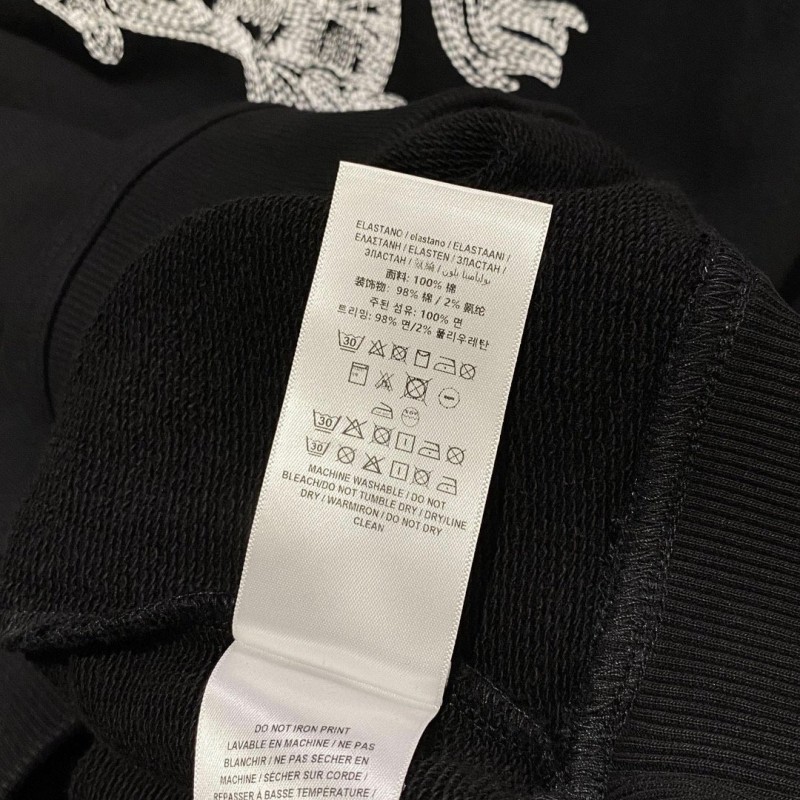 ELASTANO / elastano / ELASTAANI /
ΕΛΑΣΤΑΝΗ / ELASTEN / ЭЛАСТАН /
ЭЛАСТАН / 氨纶 /
面料: 100% 棉
装饰物: 98% 棉 / 2% 氨纶
주된 섬유: 100% 면
트리밍: 98% 면/2% 폴리우레탄
30
30
30
MACHINE WASHABLE / DO NOT
BLEACH/DO NOT TUMBLE DRY / DRY/LINE
DRY / WARMIRON / DO NOT DRY
CLEAN
DO NOT IRON PRINT
LAVABLE EN MACHINE / NE PAS
BLANCHIR / NE PAS SÉCHER EN
MACHINE / SÉCHER SUR CORDE /
REPASSER À BASSE TEMPÉRATURE /